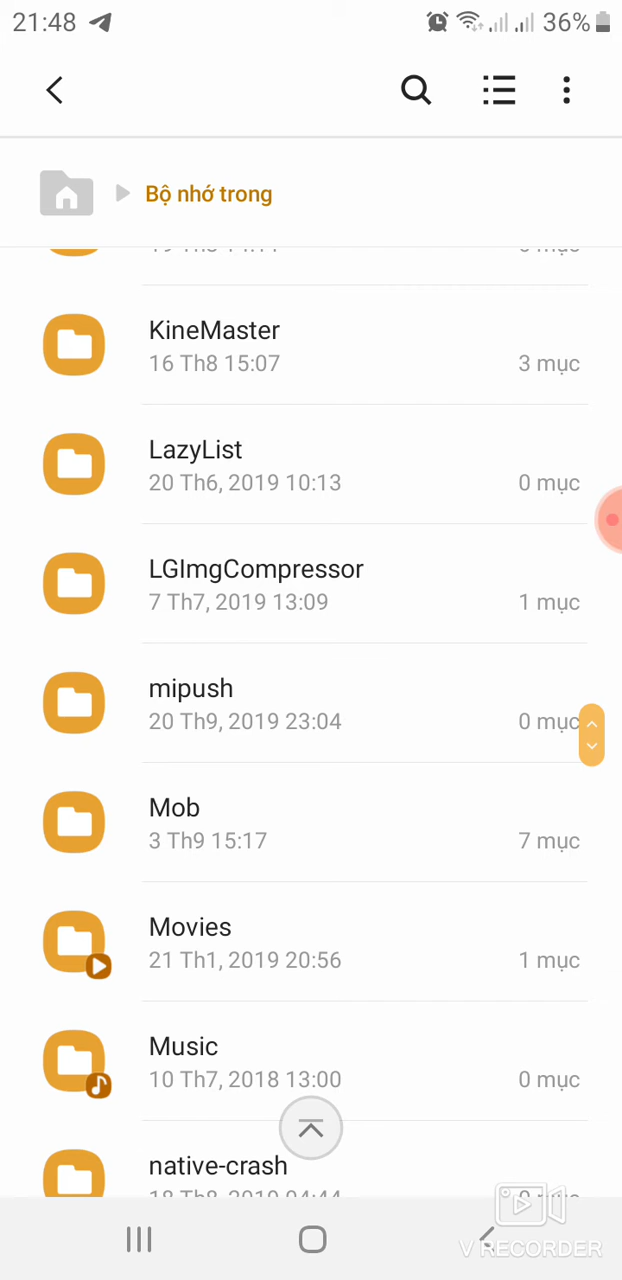 21:48 36%
Bộ nhớ trong
KineMaster
16 Th8 15:07 3 mục
LazyList
20 Th6, 2019 10:13 0 mục
LGImgCompressor
7 Th7, 2019 13:09 1 mục
mipush
20 Th9, 2019 23:04 0 mục
Mob
3 Th9 15:17 7 mục
Movies
21 Th1, 2019 20:56 1 mục
Music
10 Th7, 2018 13:00 0 mục
native-crash
V RECORDER